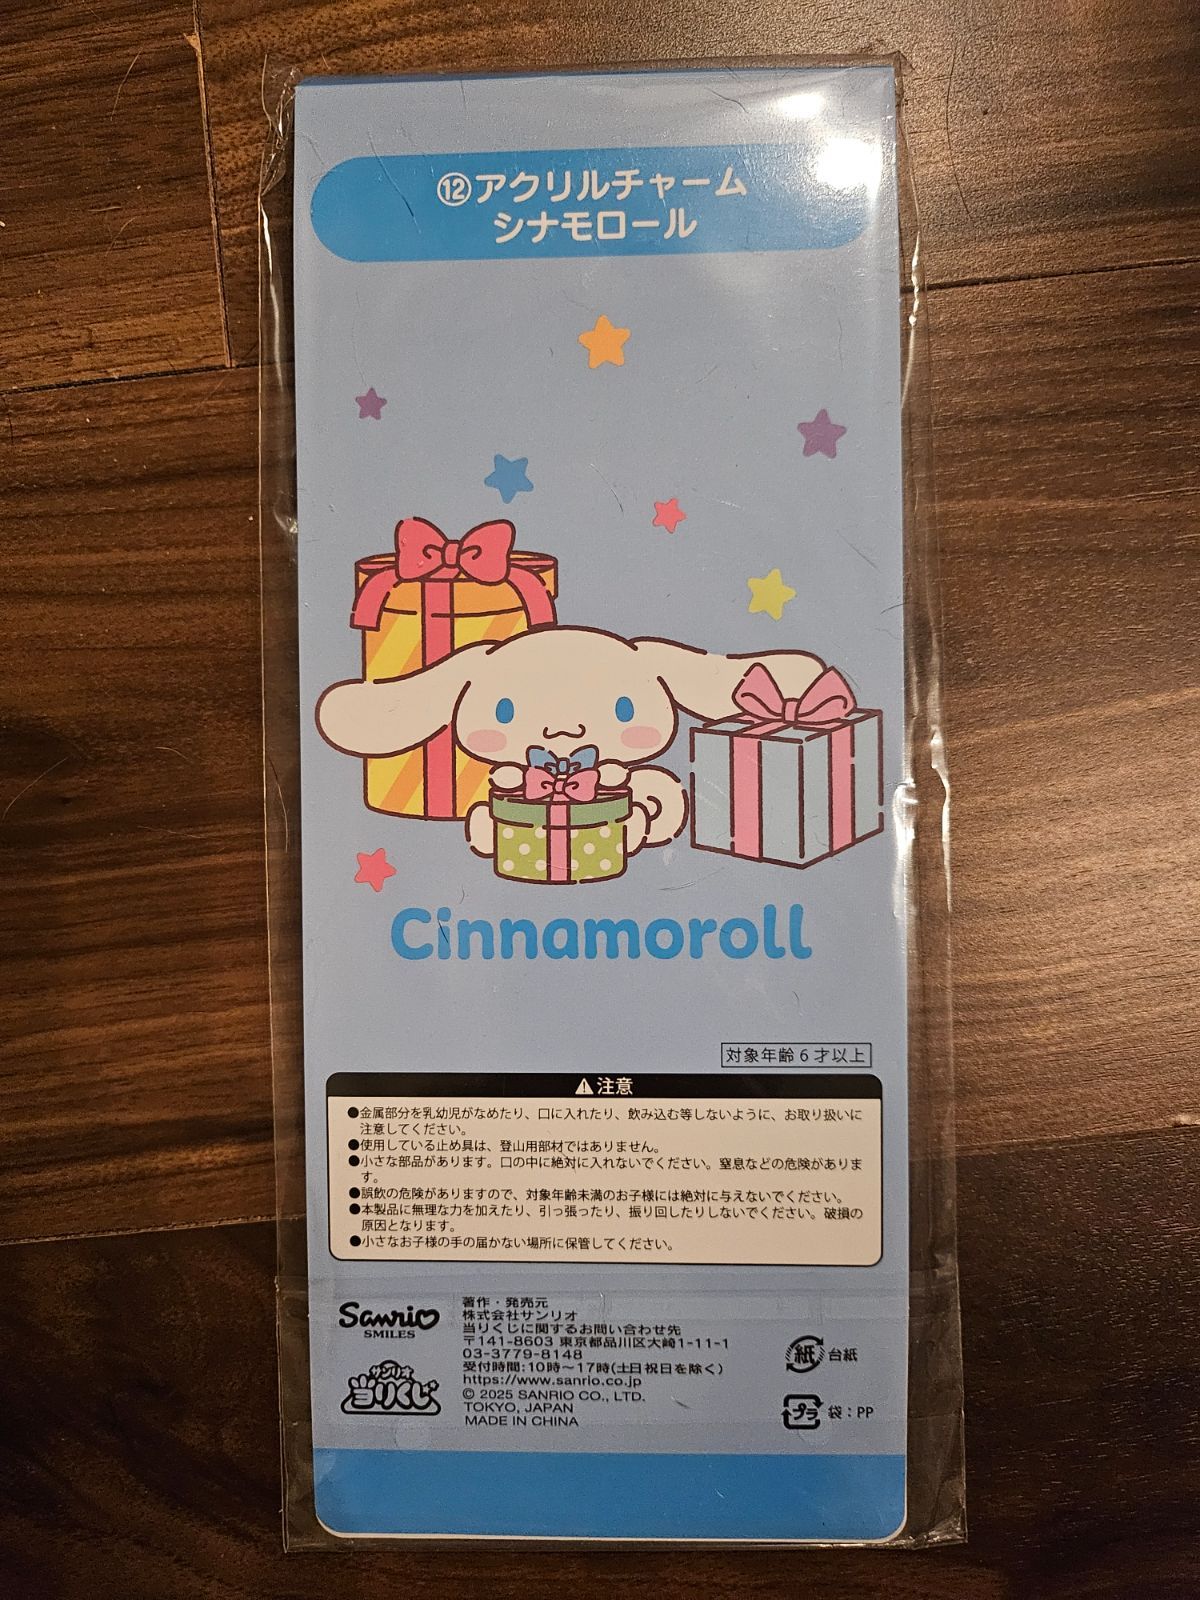 ⑫アクリルチャーム
シナモロール
Cinnamoroll
対象年齢6才以上
注意
●金属部分を乳幼児がなめたり、口に入れたり、飲み込む等しないように、お取り扱いに
注意してください。
●使用している止め具は、登山用部材ではありません。
●小さな部品があります。口の中に絶対に入れないでください。窒息などの危険がありま
す。
●誤飲の危険がありますので、対象年齢未満のお子様には絶対に与えないでください。
●本製品に無理な力を加えたり、引っ張ったり、振り回したりしないでください。破損の
原因となります。
●小さなお子様の手の届かない場所に保管してください。
Sanrio
SMILES
サンリオ
当りくじ
著作・発売元
株式会社サンリオ
当りくじに関するお問い合わせ先
〒141-8603 東京都品川区大崎1-11-1
03-3779-8148
受付時間:10時〜17時(土日祝日を除く)
https://www.sanrio.co.jp
© 2025 SANRIO CO., LTD.
TOKYO, JAPAN
MADE IN CHINA
紙 台紙
プラ 袋：PP